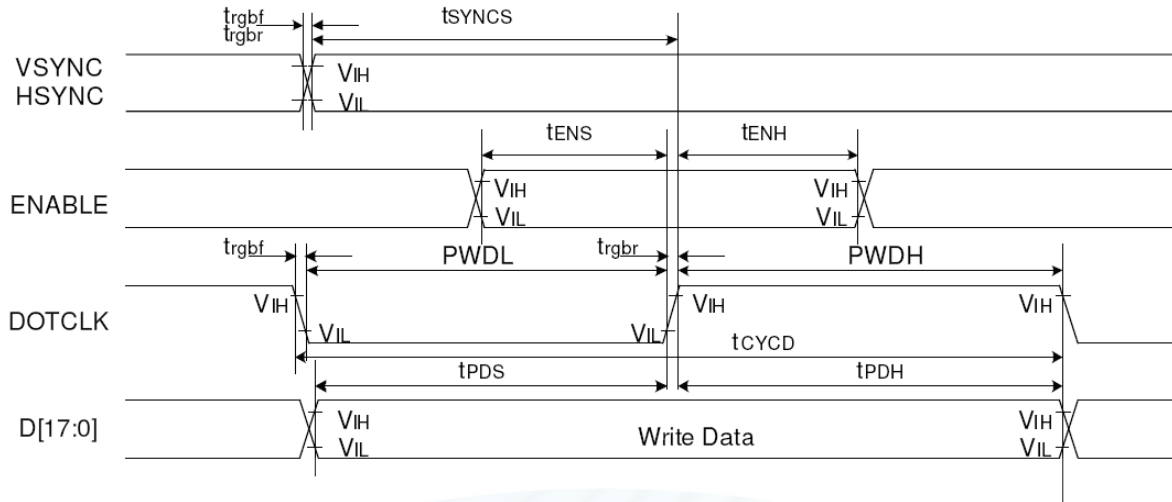 trgbf tSYNCS
trgbr
VSYNC VIH
HSYNC VIL
tENS tENH
ENABLE VIH VIH
VIL VIL
trgbf PWDL trgbr PWDH
VIH VIH VIH
DOTCLK
VIL VIL
tCYCD
tPDS tPDH
D[17:0] VIH Write Data VIH
VIL VIL